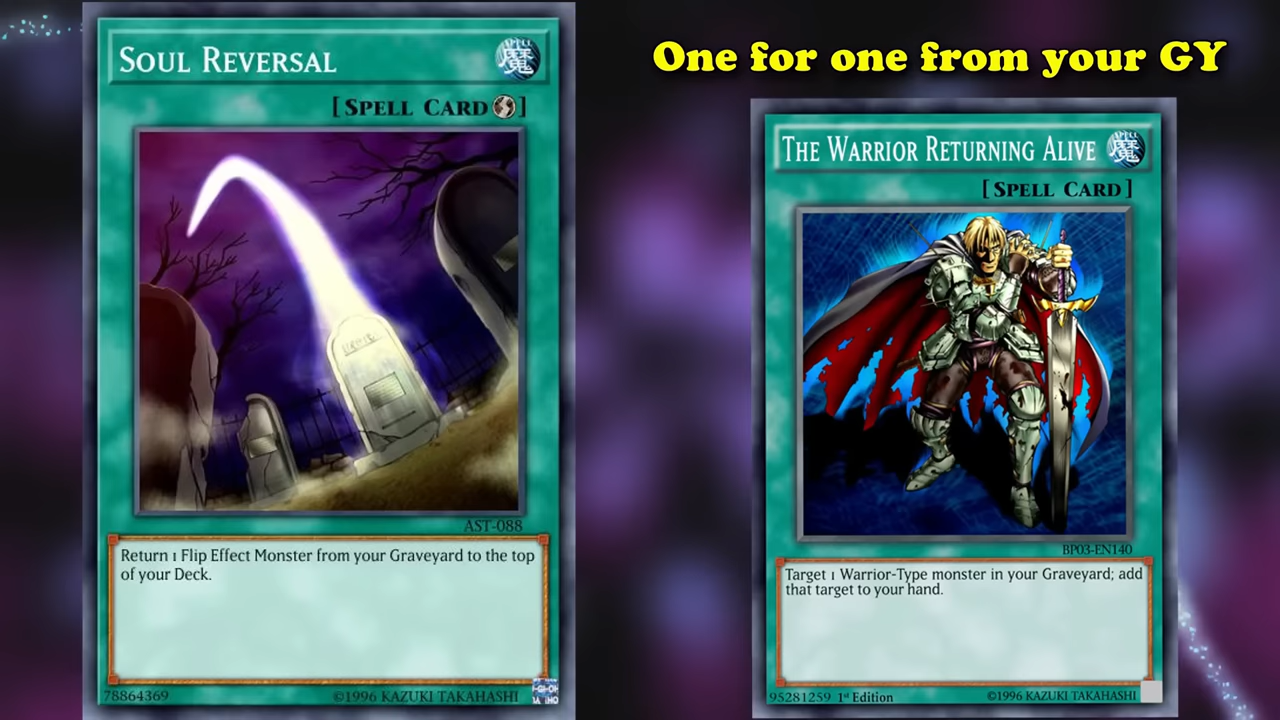 One for one from your GY
SOUL REVERSAL
魔
[SPELL CARD]
AST-088
Return 1 Flip Effect Monster from your Graveyard to the top
of your Deck.
78864369
©1996 KAZUKI TAKAHASHI
THE WARRIOR RETURNING ALIVE
魔
[SPELL CARD]
BP03-EN140
Target 1 Warrior-Type monster in your Graveyard; add
that target to your hand.
95281259 1st Edition
©1996 KAZUKI TAKAHASHI